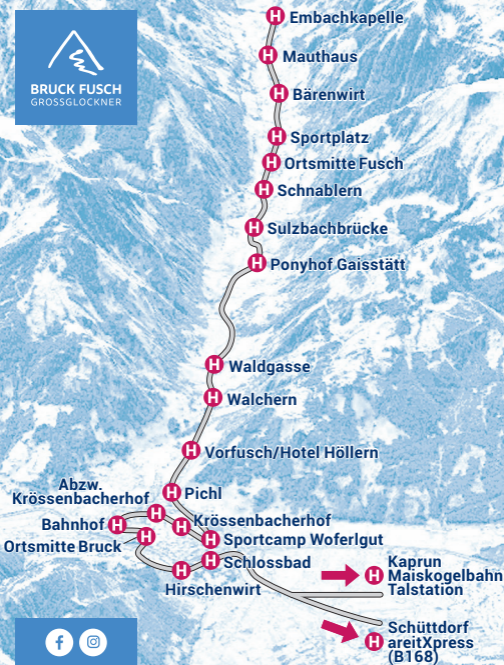 Embachkapelle
BRUCK FUSCH
GROSSGLOCKNER
Mauthaus
Bärenwirt
Sportplatz
Ortsmitte Fusch
Schnablern
Sulzbachbrücke
Ponyhof Gaisstätt
Waldgasse
Walchern
Vorfusch/Hotel Höllern
Pichl
Abzw.
Krössenbacherhof
Krössenbacherhof
Bahnhof
Sportcamp Woferlgut
Ortsmitte Bruck
Schlossbad
Hirschenwirt
Kaprun
Maiskogelbahn
Talstation
Schüttdorf
areitXpress
(B168)